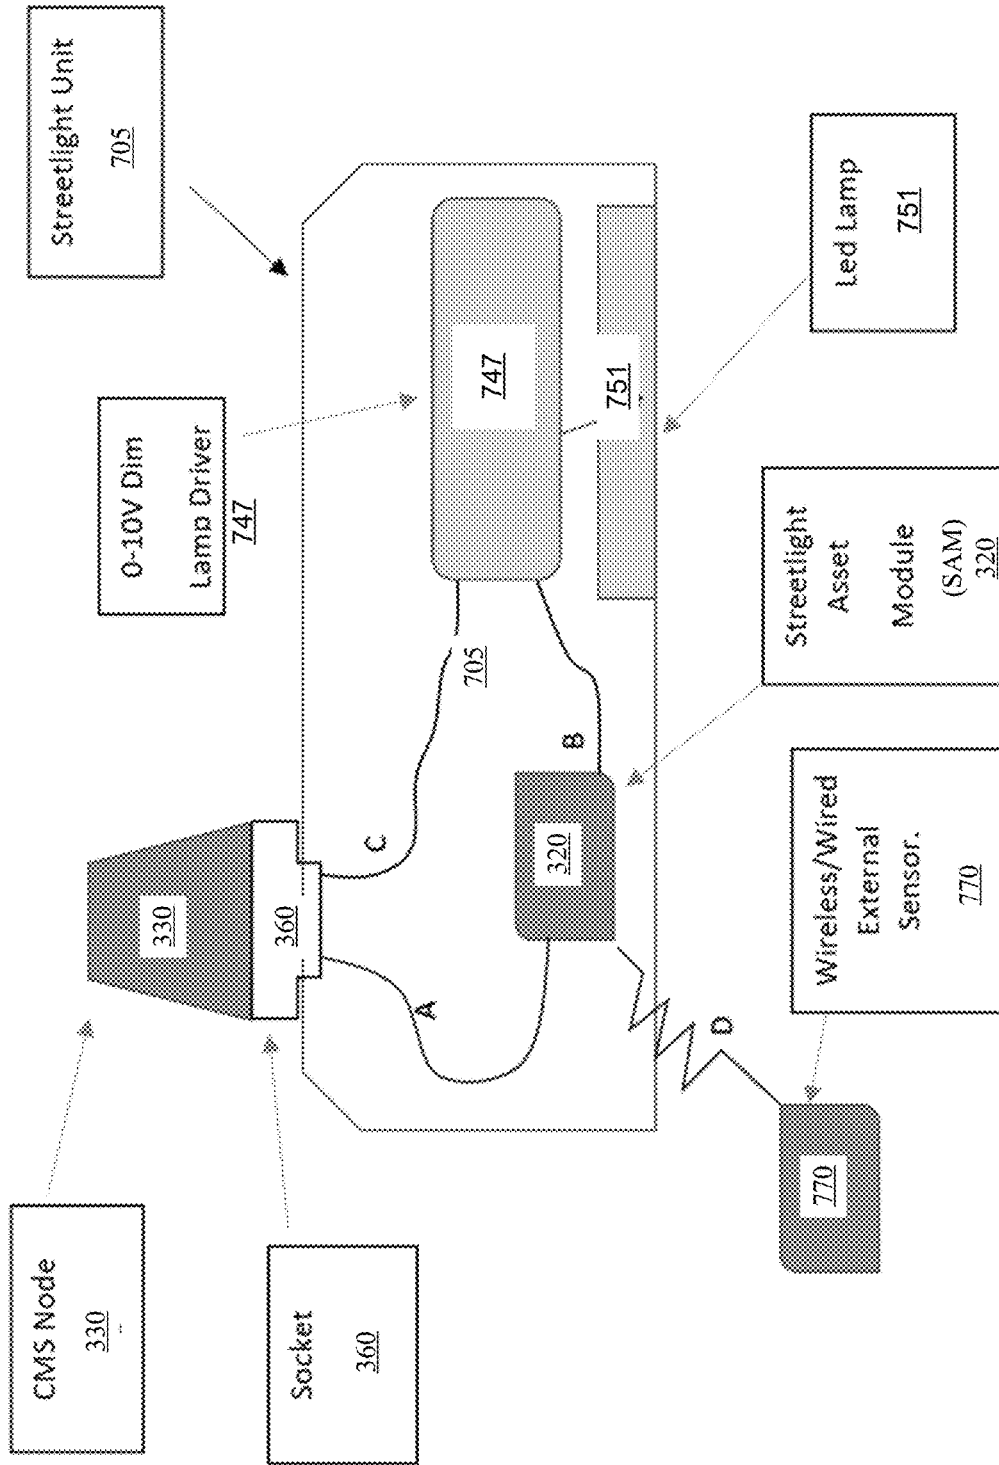 CMS Node
330
Socket
360
0-10V Dim
Lamp Driver
747
Streetlight Unit
705
330
360
A
C
705
747
751
320
B
D
770
Wireless/Wired
External
Sensor.
770
Streetlight
Asset
Module
(SAM)
320
Led Lamp
751